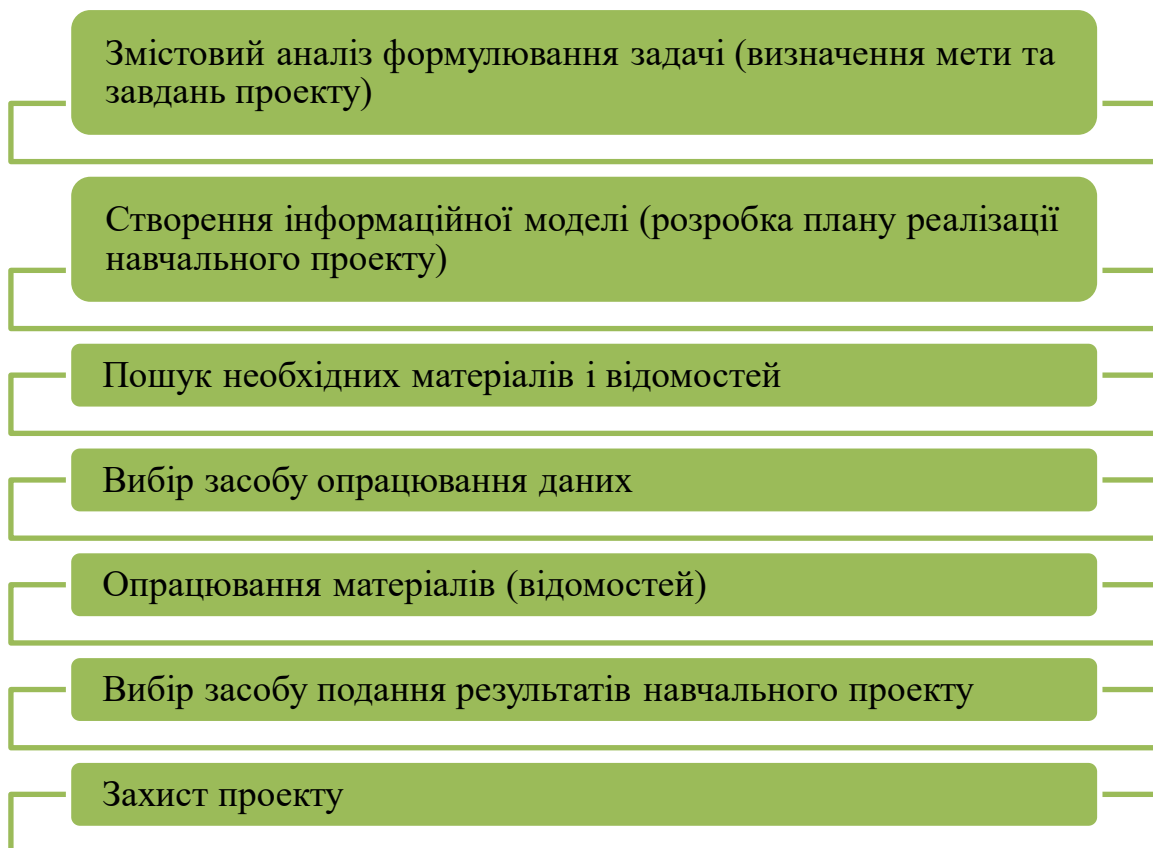 Змістовий аналіз формулювання задачі (визначення мети та
завдань проекту)
Створення інформаційної моделі (розробка плану реалізації
навчального проекту)
Пошук необхідних матеріалів і відомостей
Вибір засобу опрацювання даних
Опрацювання матеріалів (відомостей)
Вибір засобу подання результатів навчального проекту
Захист проекту